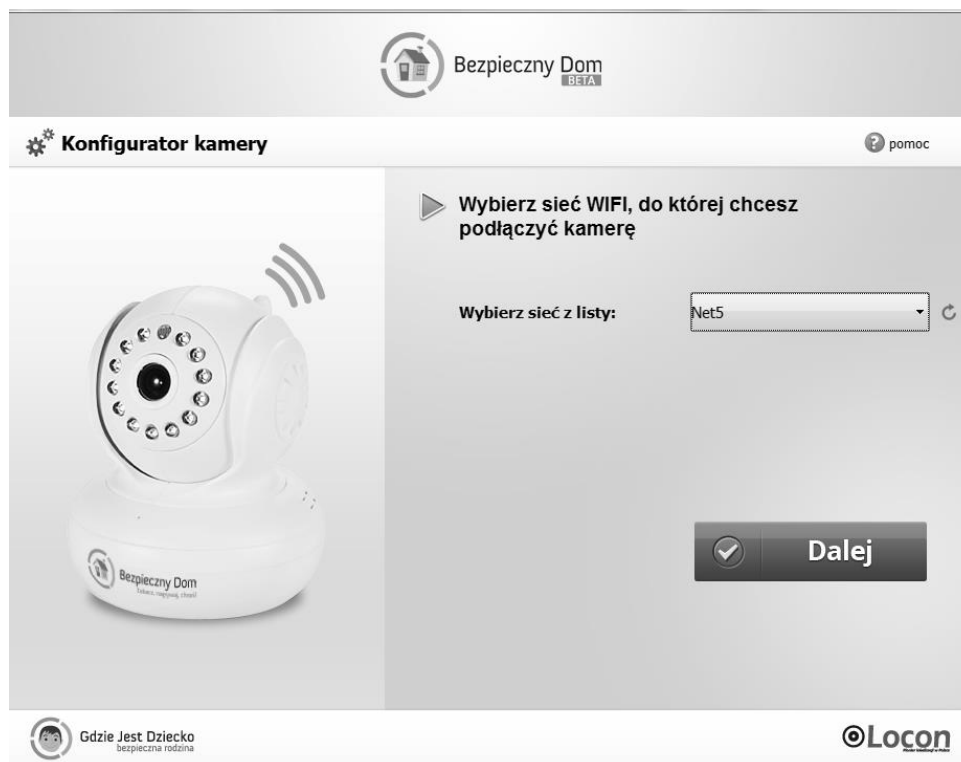 Bezpieczny Dom
BETA
Konfigurator kamery
pomoc
Wybierz sieć WIFI, do której chcesz
podłączyć kamerę
Wybierz sieć z listy:
Net5
Dalej
Bezpieczny Dom
Gdzie Jest Dziecko
bezpieczna rodzina
Locon